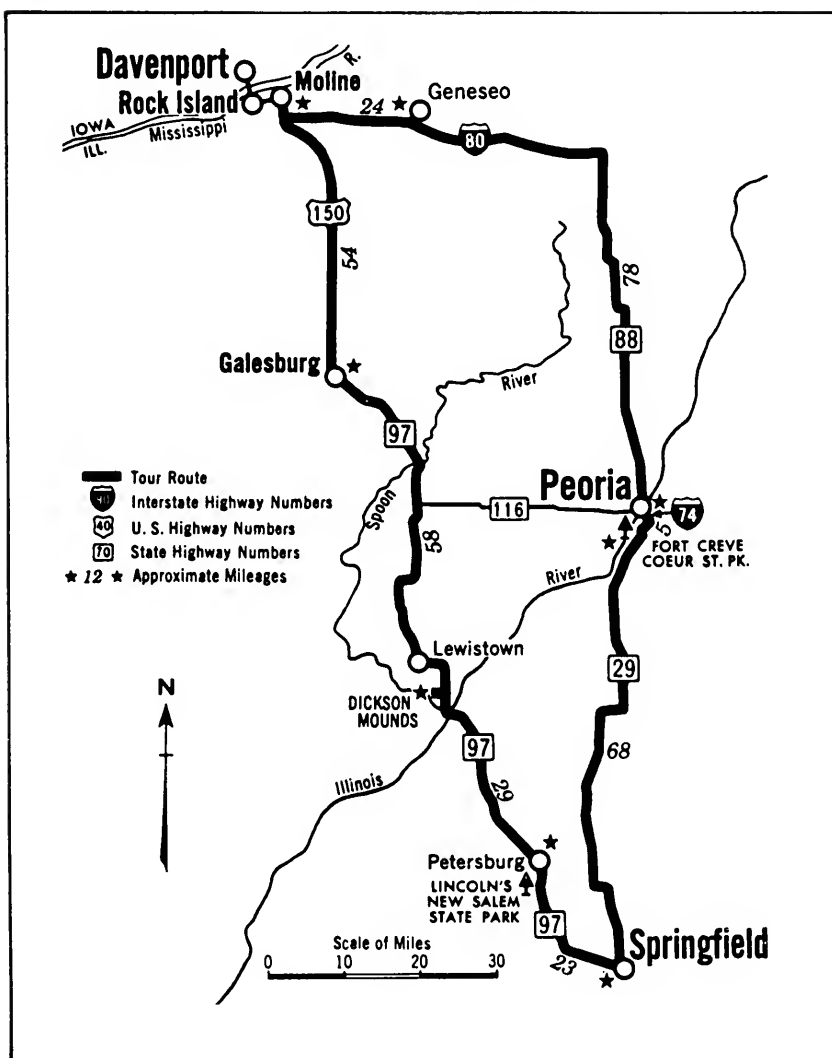 Davenport
R.
Moline
Rock Island
24
Geneseo
IOWA
Mississippi
ILL.
80
150
54
78
88
Galesburg
River
97
Tour Route
Interstate Highway Numbers
40
U. S. Highway Numbers
70
State Highway Numbers
12
Approximate Mileages
Spoon
58
116
Peoria
74
5
FORT CREVE
COEUR ST. PK.
River
Lewistown
29
DICKSON
MOUNDS
N
97
29
68
Illinois
Petersburg
LINCOLN'S
NEW SALEM
STATE PARK
97
23
Springfield
Scale of Miles
0 10 20 30